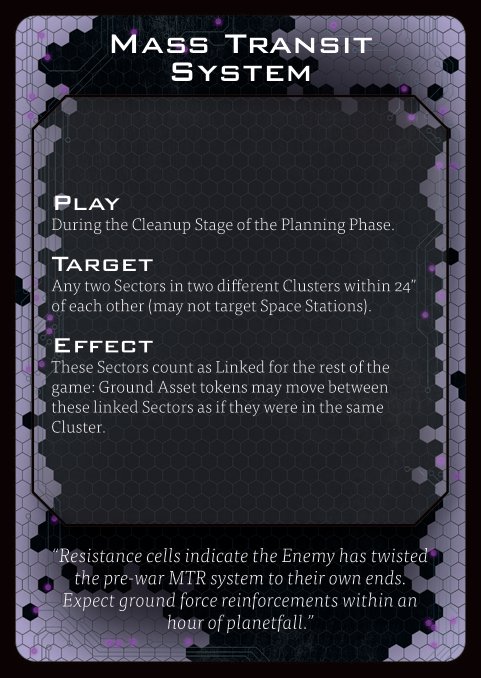 Mass Transit
System
Play
During the Cleanup Stage of the Planning Phase.
Target
Any two Sectors in two different Clusters within 24”
of each other (may not target Space Stations).
Effect
These Sectors count as Linked for the rest of the
game: Ground Asset tokens may move between
these linked Sectors as if they were in the same
Cluster.
“Resistance cells indicate the Enemy has twisted
the pre-war MTR system to their own ends.
Expect ground force reinforcements within an
hour of planetfall.”